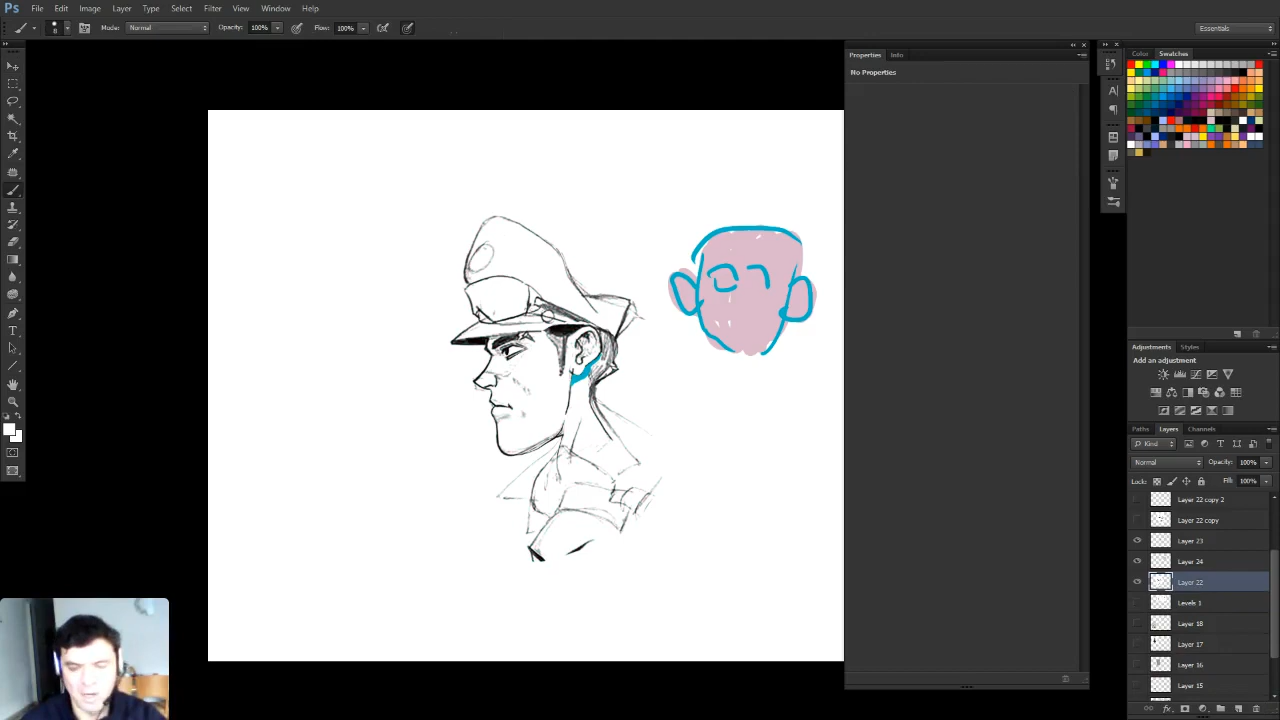 Ps File Edit Image Layer Type Select Filter View Window Help
8 Mode: Normal Opacity: 100% Flow: 100% Essentials
Properties Info
No Properties
Color Swatches
Adjustments Styles
Add an adjustment
Paths Layers Channels
Kind
Normal Opacity: 100%
Lock: Fill: 100%
Layer 22 copy 2
Layer 22 copy
Layer 23
Layer 24
Layer 22
Levels 1
Layer 18
Layer 17
Layer 16
Layer 15